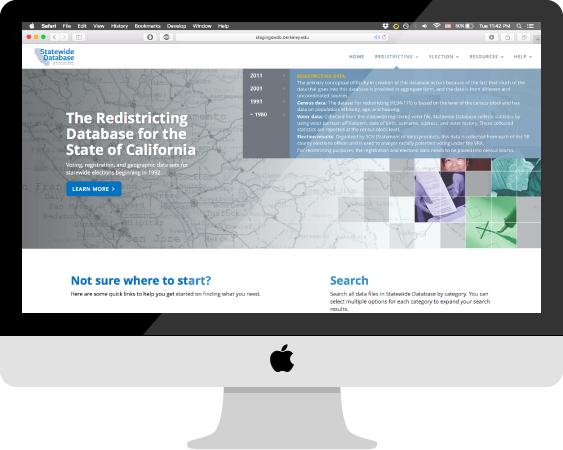 Safari File Edit View History Bookmarks Develop Window Help
50% Tue 11:42 PM
stagingswdb.berkeley.edu
Statewide
Database
HOME REDISTRICTING ELECTION RESOURCES HELP
2011
2001
1991
~ 1980
REDISTRICTING DATA
The primary conceptual difficulty in creation of this database action because of the fact that much of the
data that goes into this database is provided in aggregate form, and the data is from different and
uncoordinated sources.
Census data: The dataset for redistricting (PL94-171) is based on the level of the census block and has
data on population ethnicity, age, and housing.
Voter data: Collected from the statewide registered voter file, Statewide Database collects statistics by
using voter partisan affiliation, date of birth, surname, address, and voter history. These collected
statistics are reported at the census block level.
Election results: Organized by SOV (Statement of Vote) precinct, this data is collected from each of the 58
county election offices and is used to analyze racially polarized voting under the VRA.
For redistricting purposes, the registration and electoral data needs to be placed into census blocks.
The Redistricting
Database for the
State of California
Voting, registration, and geographic data sets for
statewide elections beginning in 1992.
LEARN MORE >
Not sure where to start?
Here are some quick links to help you get started on finding what you need.
Search
Search all data files in Statewide Database by category. You can
select multiple options for each category to expand your search
results.